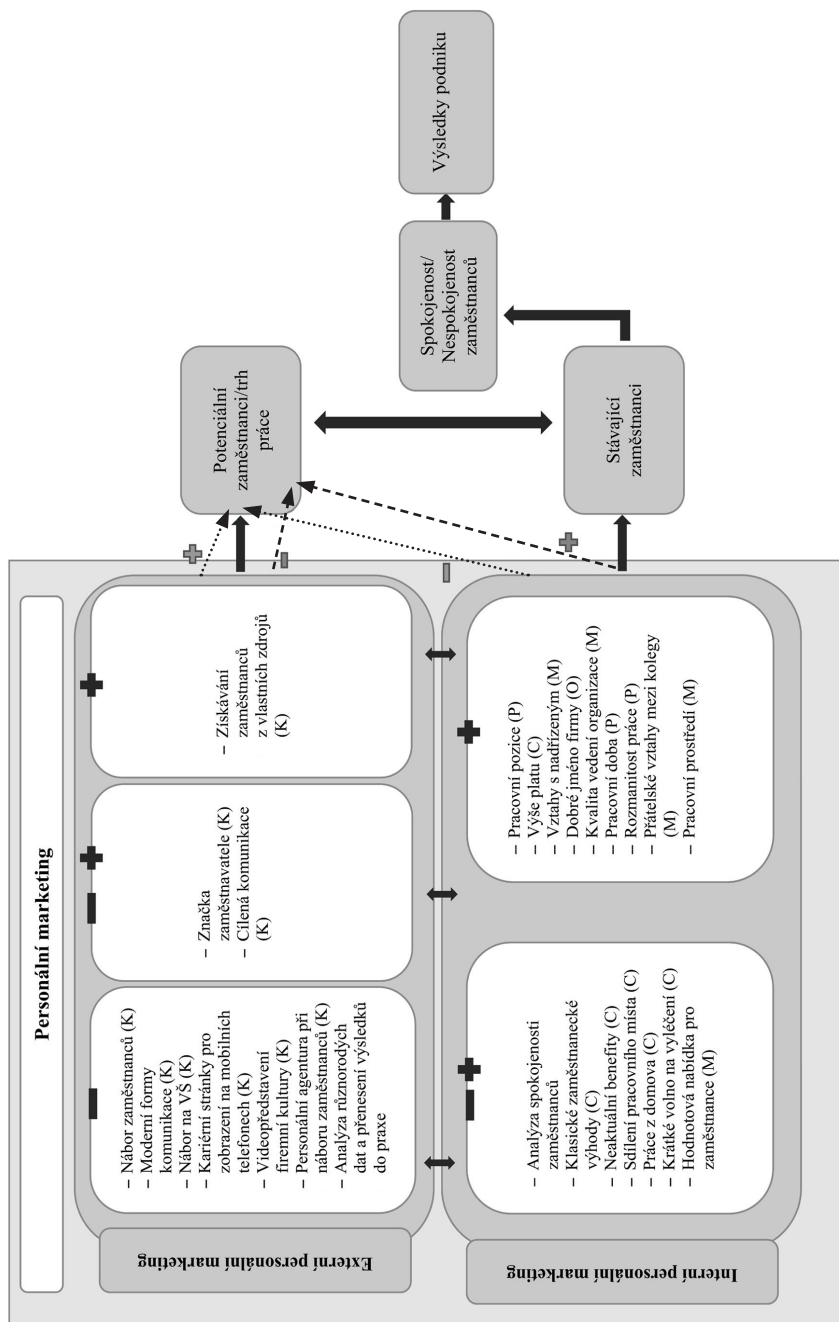 Personální marketing
Externí personální marketing
– Nábor zaměstnanců (K)
– Moderní formy
komunikace (K)
– Nábor na VŠ (K)
– Kariérní stránky pro
zobrazení na mobilních
telefonech (K)
– Videopředstavení
firemní kultury (K)
– Personální agentura při
náboru zaměstnanců (K)
– Analýza různorodých
dat a přenesení výsledků
do praxe
– Značka
zaměstnavatele (K)
– Cílená komunikace
(K)
– Získávání
zaměstnanců
z vlastních zdrojů
(K)
Interní personální marketing
– Analýza spokojenosti
zaměstnanců
– Klasické zaměstnanecké
výhody (C)
– Neaktuální benefity (C)
– Sdílení pracovního místa (C)
– Práce z domova (C)
– Krátké volno na vyléčení (C)
– Hodnotová nabídka pro
zaměstnance (M)
– Pracovní pozice (P)
– Výše platu (C)
– Vztahy s nadřízeným (M)
– Dobré jméno firmy (O)
– Kvalita vedení organizace (M)
– Pracovní doba (P)
– Rozmanitost práce (P)
– Přátelské vztahy mezi kolegy
(M)
– Pracovní prostředí (M)
Potenciální
zaměstnanci/trh
práce
Stávající
zaměstnanci
Spokojenost/
Nespokojenost
zaměstnanců
Výsledky podniku